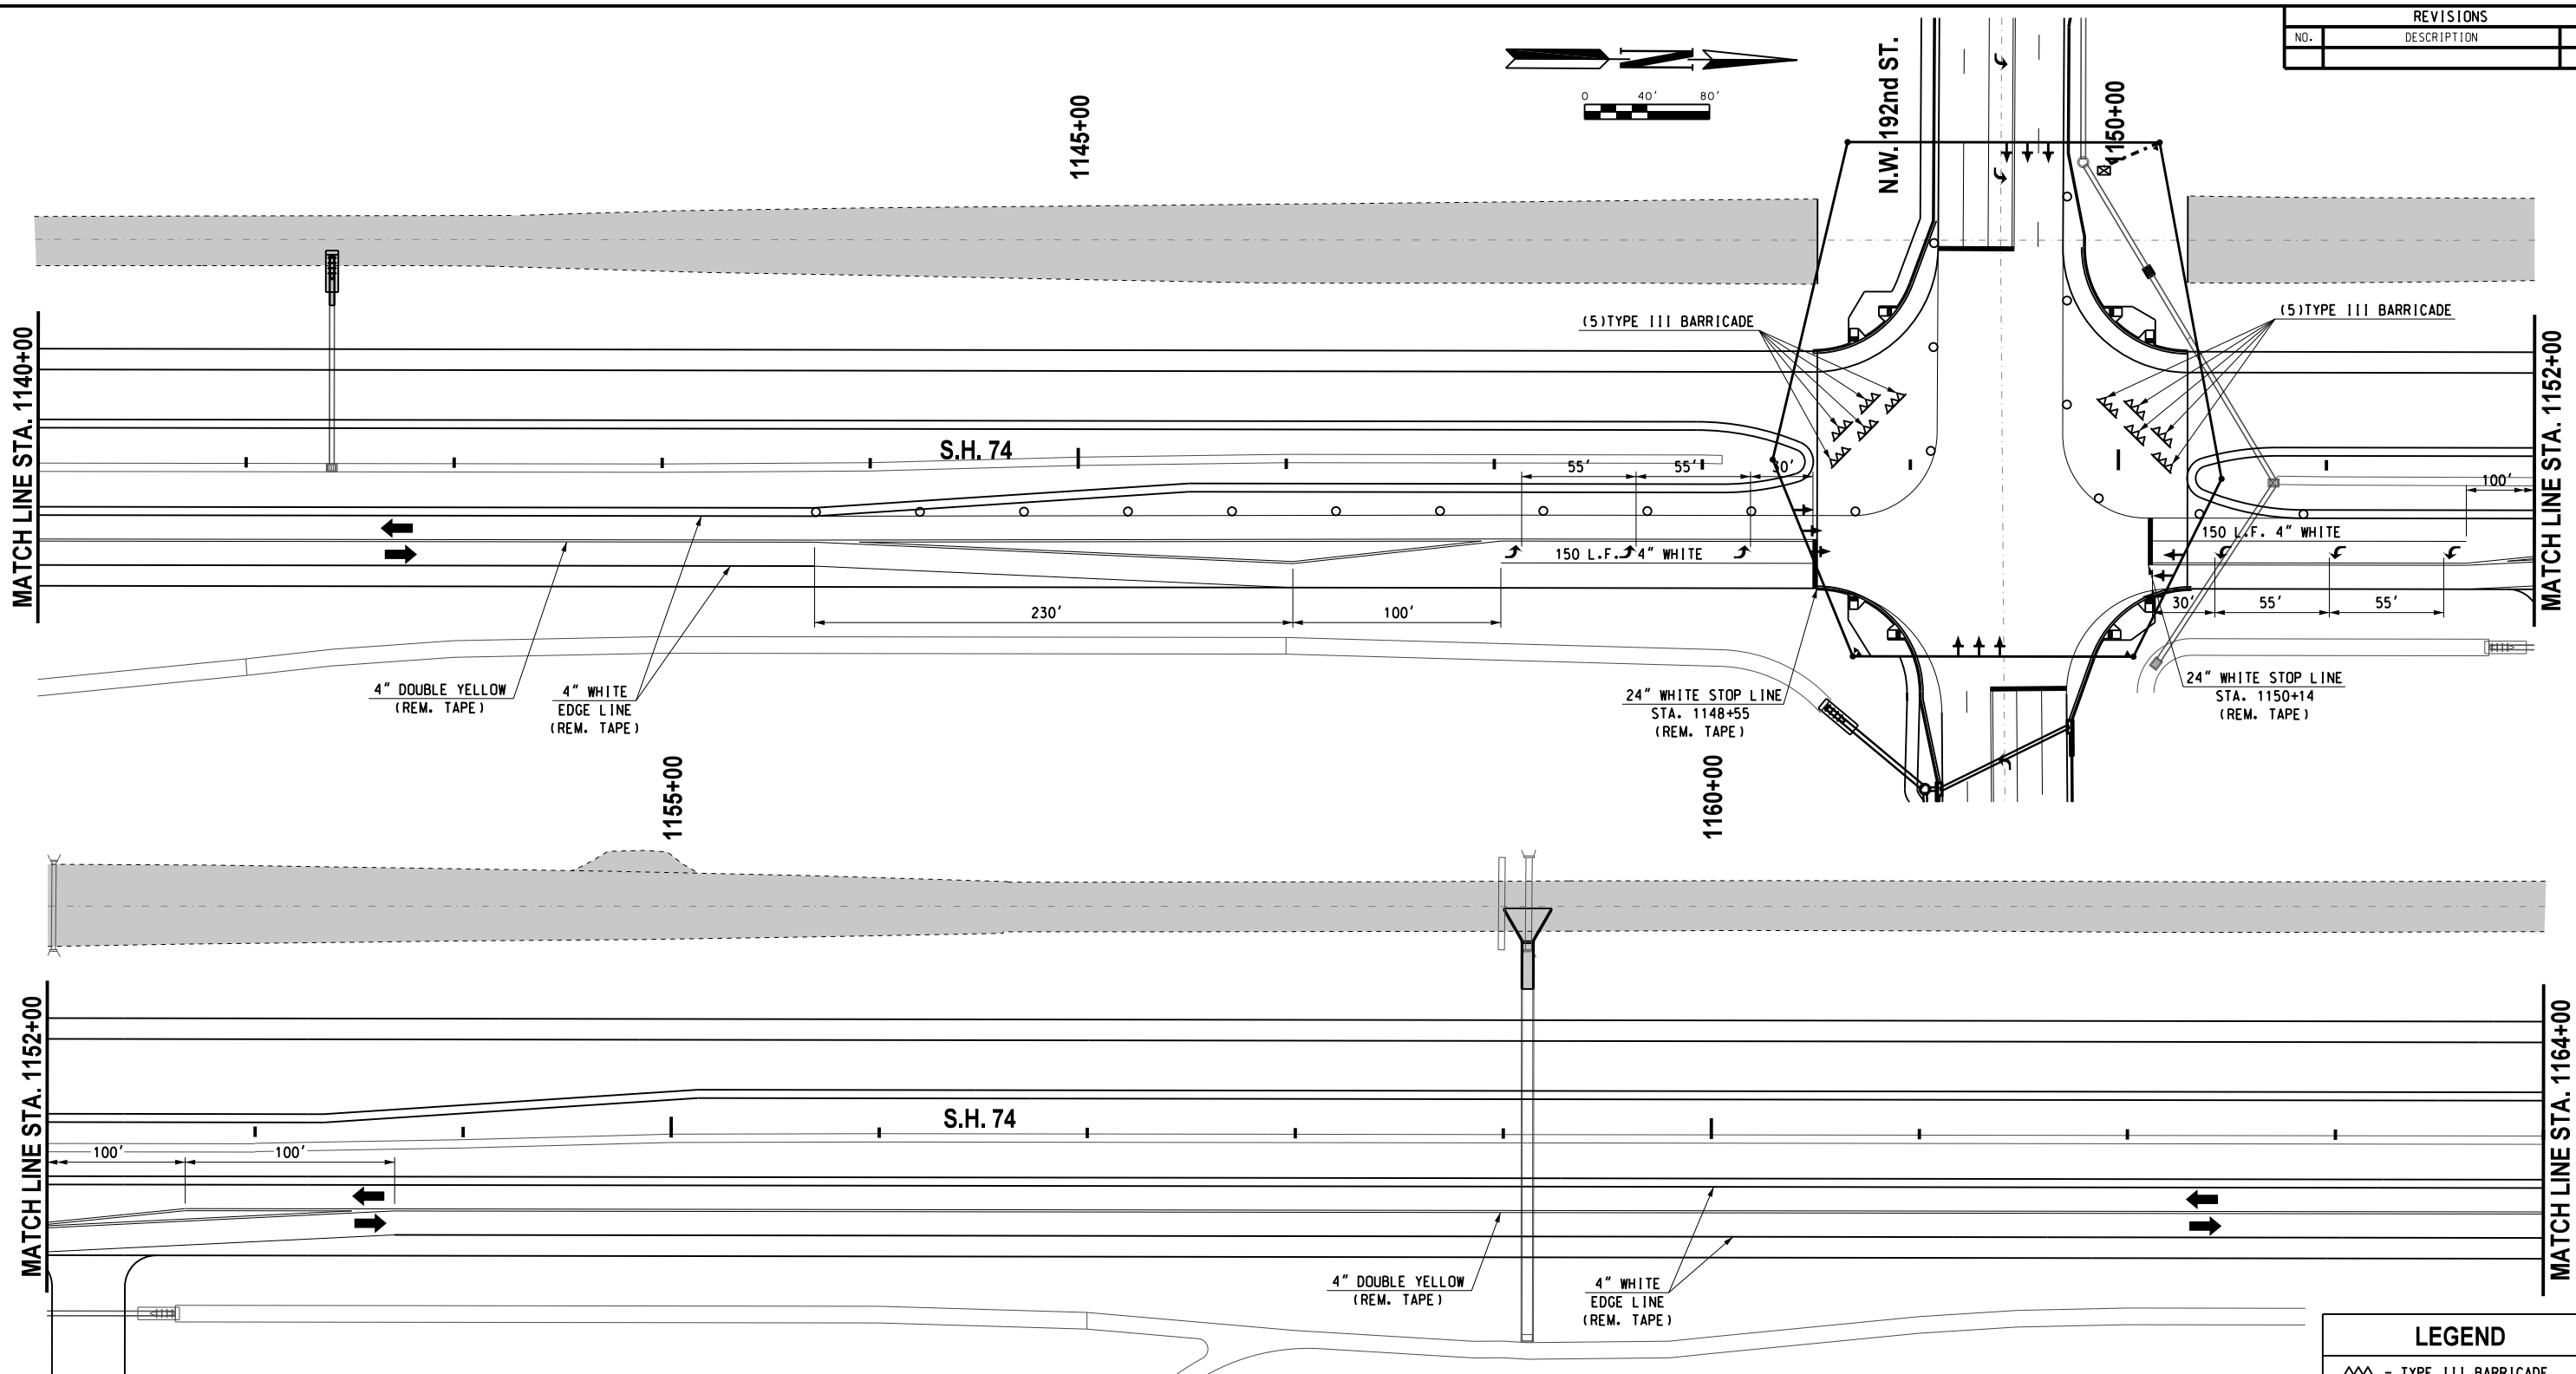 REVISIONS
NO. DESCRIPTION
0 40' 80'
N.W. 192nd ST.
1145+00
1150+00
MATCH LINE STA. 1140+00
(5)TYPE III BARRICADE
(5)TYPE III BARRICADE
MATCH LINE STA. 1152+00
S.H. 74
55' 55' 30'
100'
150 L.F. 4" WHITE
150 L.F. 4" WHITE
230' 100'
30' 55' 55'
4" DOUBLE YELLOW
(REM. TAPE)
4" WHITE
EDGE LINE
(REM. TAPE)
24" WHITE STOP LINE
STA. 1148+55
(REM. TAPE)
24" WHITE STOP LINE
STA. 1150+14
(REM. TAPE)
1155+00
1160+00
MATCH LINE STA. 1152+00
S.H. 74
100' 100'
MATCH LINE STA. 1164+00
4" DOUBLE YELLOW
(REM. TAPE)
4" WHITE
EDGE LINE
(REM. TAPE)
LEGEND
- TYPE III BARRICADE